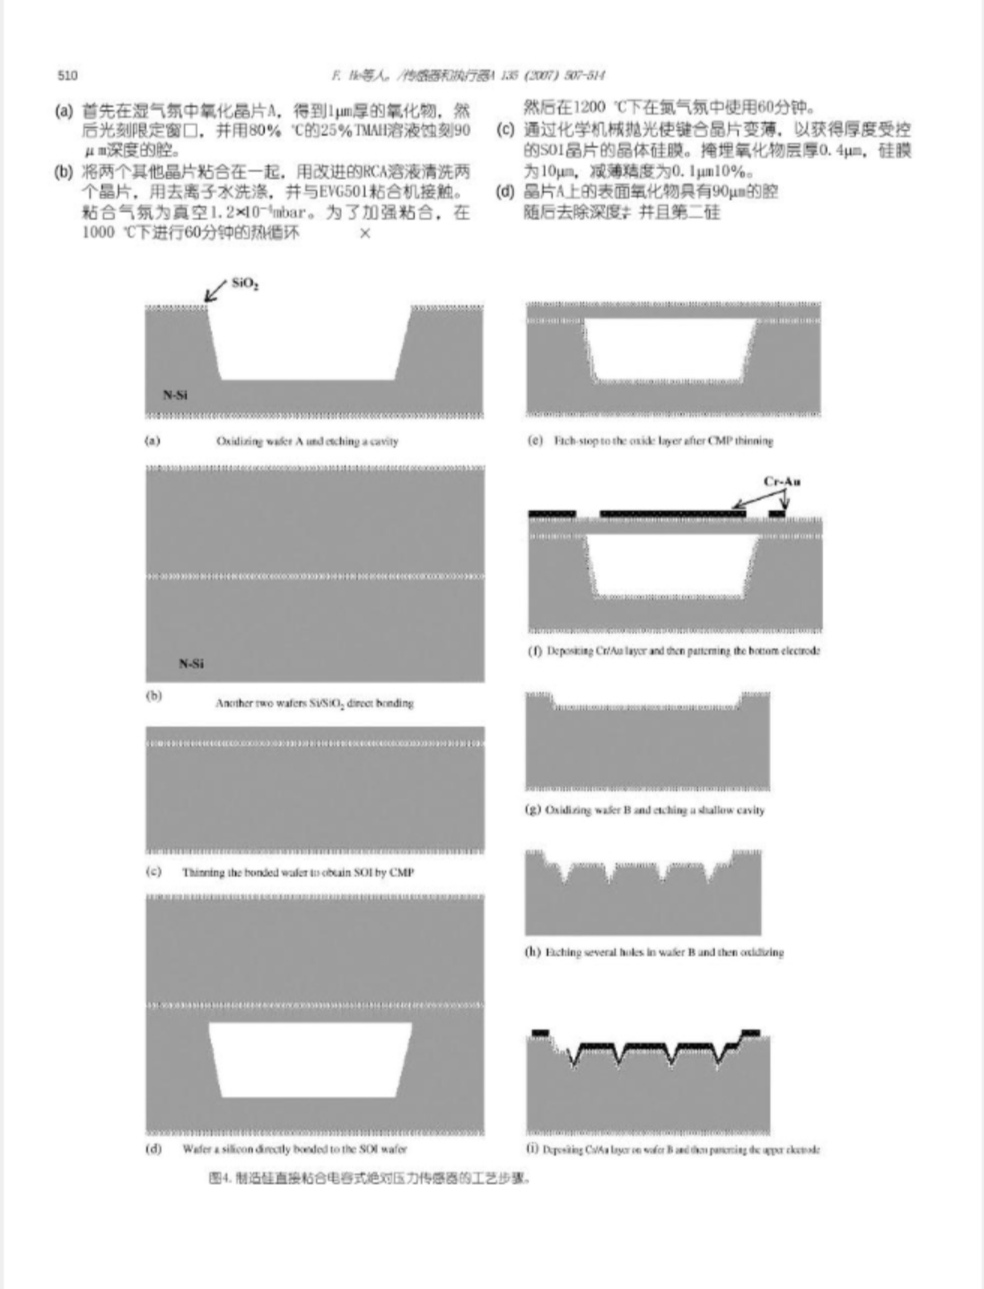 510
F. He等人。/传感器和执行器A 135 (2007) 507-514
(a) 首先在湿气氛中氧化晶片A, 得到1μm厚的氧化物, 然
后光刻限定窗口, 并用80% ℃的25%TMAH溶液蚀刻90
μm深度的腔。
(b) 将两个其他晶片粘合在一起, 用改进的RCA溶液清洗两
个晶片, 用去离子水洗涤, 并与EVG501粘合机接触。
粘合气氛为真空1.2×10⁻⁴mbar。为了加强粘合, 在
1000 ℃下进行60分钟的热循环 ×
然后在1200 ℃下在氮气氛中使用60分钟。
(c) 通过化学机械抛光使键合晶片变薄, 以获得厚度受控
的SOI晶片的晶体硅膜。掩埋氧化物层厚0.4μm, 硅膜
为10μm, 减薄精度为0.1μm10%。
(d) 晶片A上的表面氧化物具有90μm的腔
随后去除深度; 并且第二硅
SiO₂
N-Si
(a) Oxidizing wafer A and etching a cavity
N-Si
(b) Another two wafers Si/SiO₂ direct bonding
(c) Thinning the bonded wafer to obtain SOI by CMP
(d) Wafer a silicon directly bonded to the SOI wafer
(e) Etch-stop to the oxide layer after CMP thinning
Cr-Au
(f) Depositing Cr/Au layer and then patterning the bottom electrode
(g) Oxidizing wafer B and etching a shallow cavity
(h) Etching several holes in wafer B and then oxidizing
(i) Depositing Cr/Au layer on wafer B and then patterning the upper electrode
图4. 制造硅直接粘合电容式绝对压力传感器的工艺步骤。